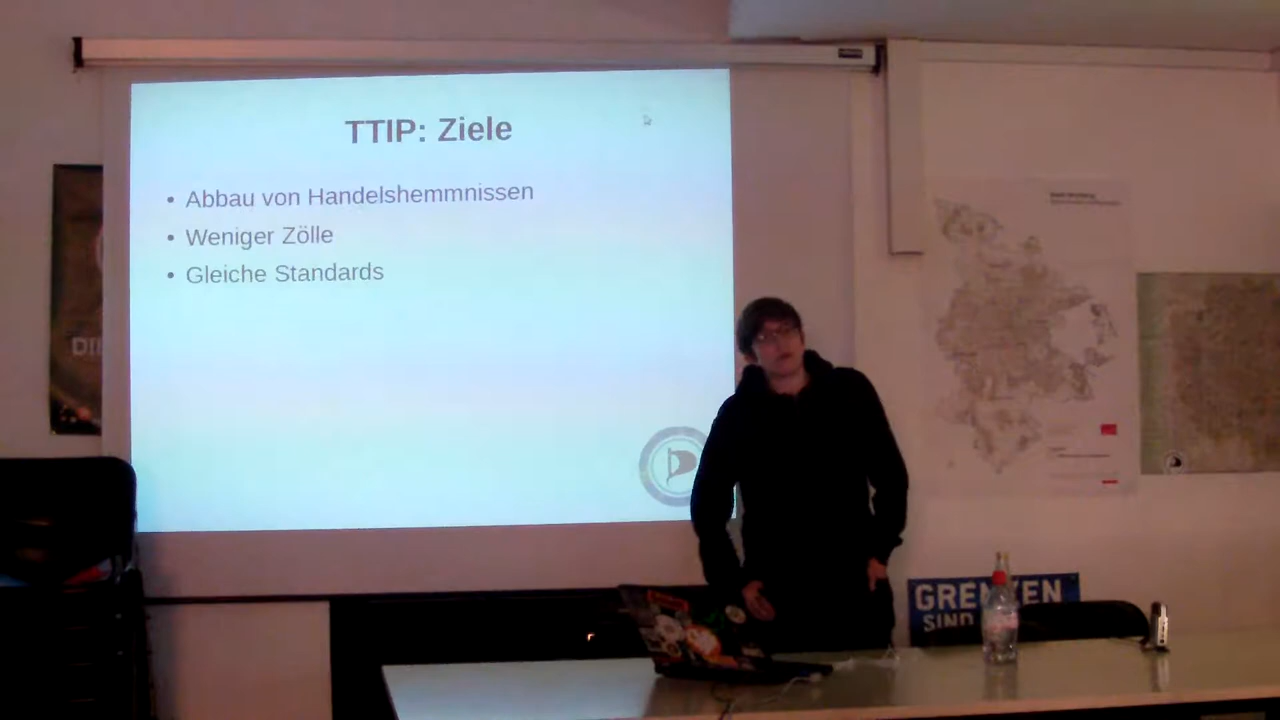 TTIP: Ziele
• Abbau von Handelshemmnissen
• Weniger Zölle
• Gleiche Standards
GRENZEN
SIND